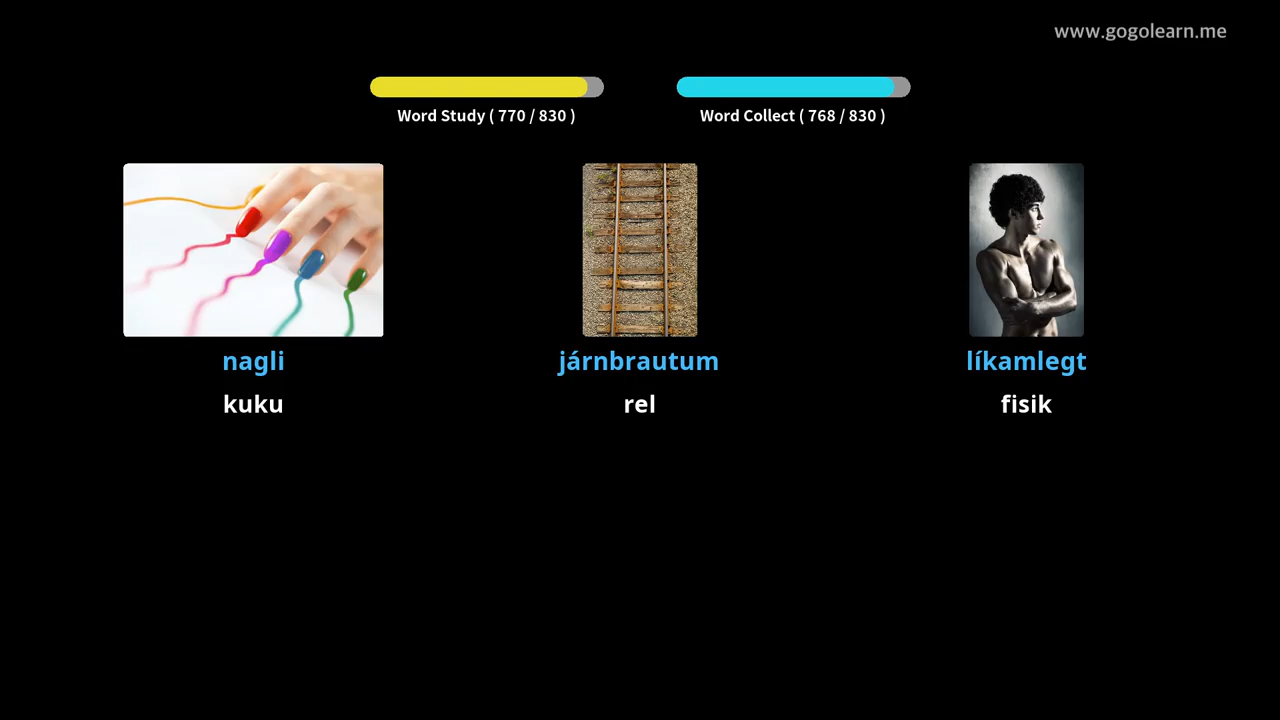 www.gogolearn.me
Word Study ( 770 / 830 )
Word Collect ( 768 / 830 )
nagli
járnbrautum
líkamlegt
kuku
rel
fisik